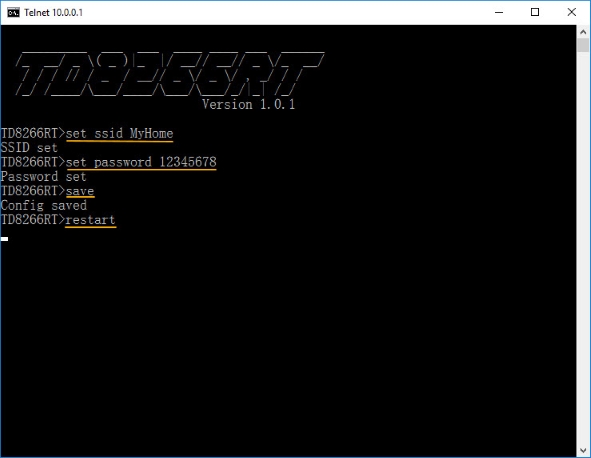 Telnet 10.0.0.1
TD8266RT
Version 1.0.1
TD8266RT>set ssid MyHome
SSID set
TD8266RT>set password 12345678
Password set
TD8266RT>save
Config saved
TD8266RT>restart